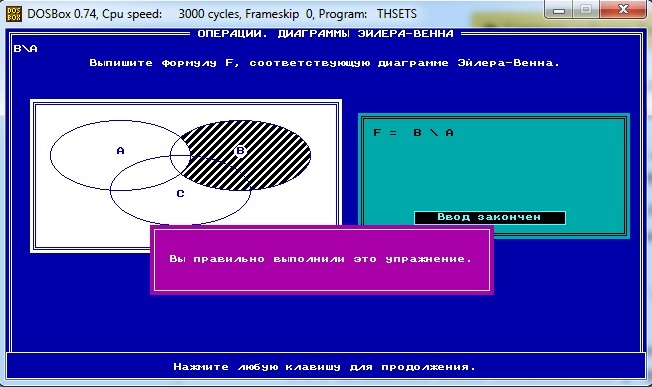 DOSBox 0.74, Cpu speed: 3000 cycles, Frameskip 0, Program: THSETS
ОПЕРАЦИИ. ДИАГРАММЫ ЭЙЛЕРА-ВЕННА
B\A
Выпишите формулу F, соответствующую диаграмме Эйлера-Венна.
A
B
C
F = B \ A
Ввод закончен
Вы правильно выполнили это упражнение.
Нажмите любую клавишу для продолжения.